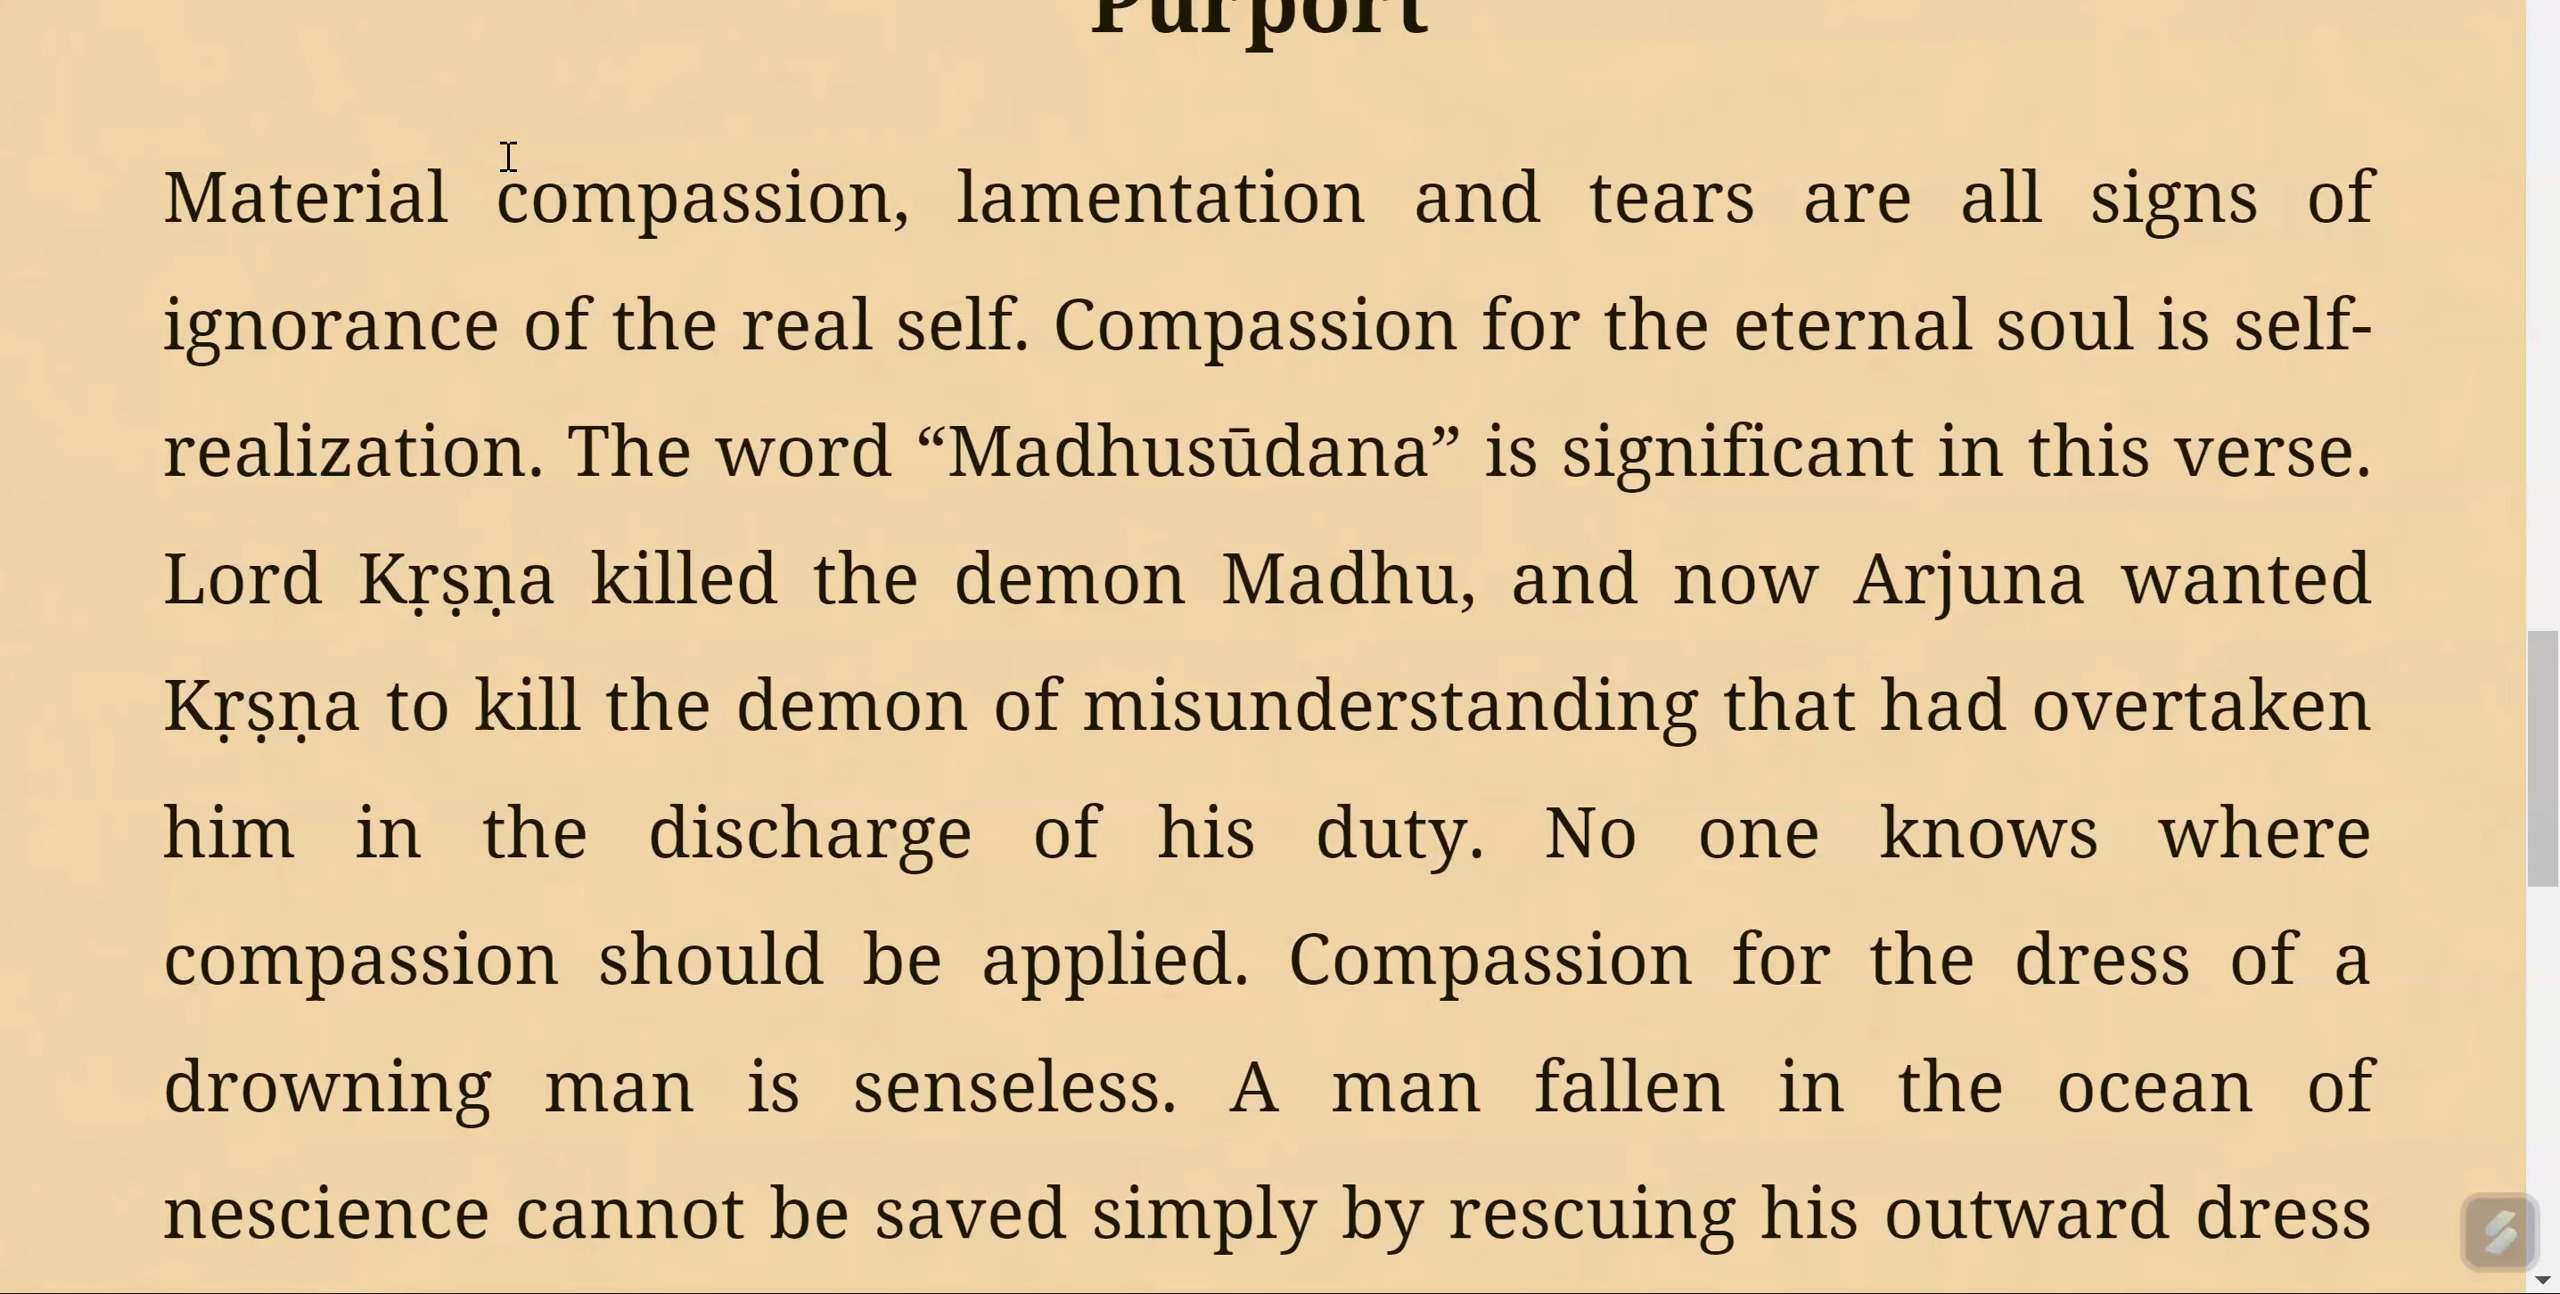 Purport
Material compassion, lamentation and tears are all signs of
ignorance of the real self. Compassion for the eternal soul is self-
realization. The word “Madhusūdana” is significant in this verse.
Lord Kṛṣṇa killed the demon Madhu, and now Arjuna wanted
Kṛṣṇa to kill the demon of misunderstanding that had overtaken
him in the discharge of his duty. No one knows where
compassion should be applied. Compassion for the dress of a
drowning man is senseless. A man fallen in the ocean of
nescience cannot be saved simply by rescuing his outward dress